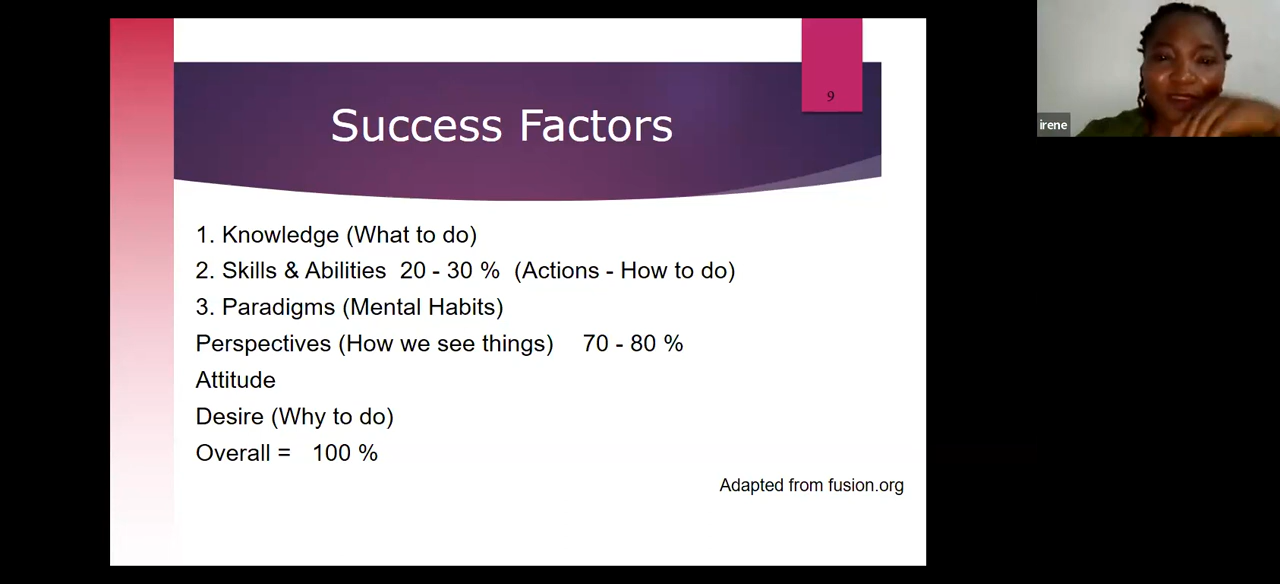 9
Success Factors
1. Knowledge (What to do)
2. Skills & Abilities 20 - 30 % (Actions - How to do)
3. Paradigms (Mental Habits)
Perspectives (How we see things) 70 - 80 %
Attitude
Desire (Why to do)
Overall = 100 %
Adapted from fusion.org
irene